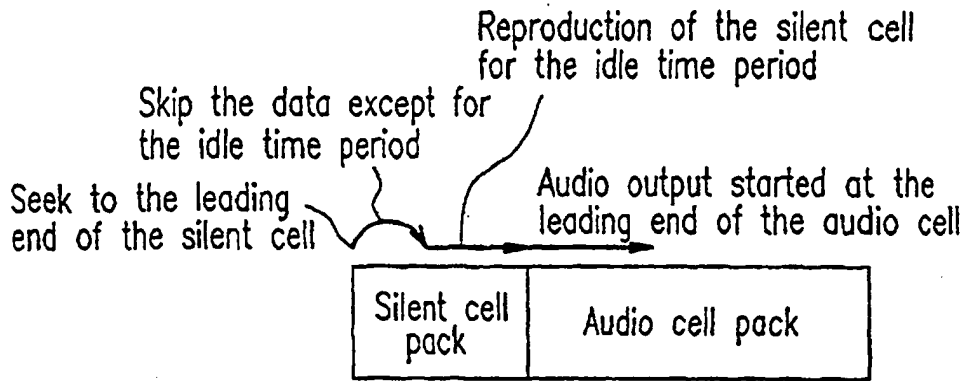 Reproduction of the silent cell
for the idle time period
Skip the data except for
the idle time period
Seek to the leading
end of the silent cell
Audio output started at the
leading end of the audio cell
Silent cell
pack
Audio cell pack